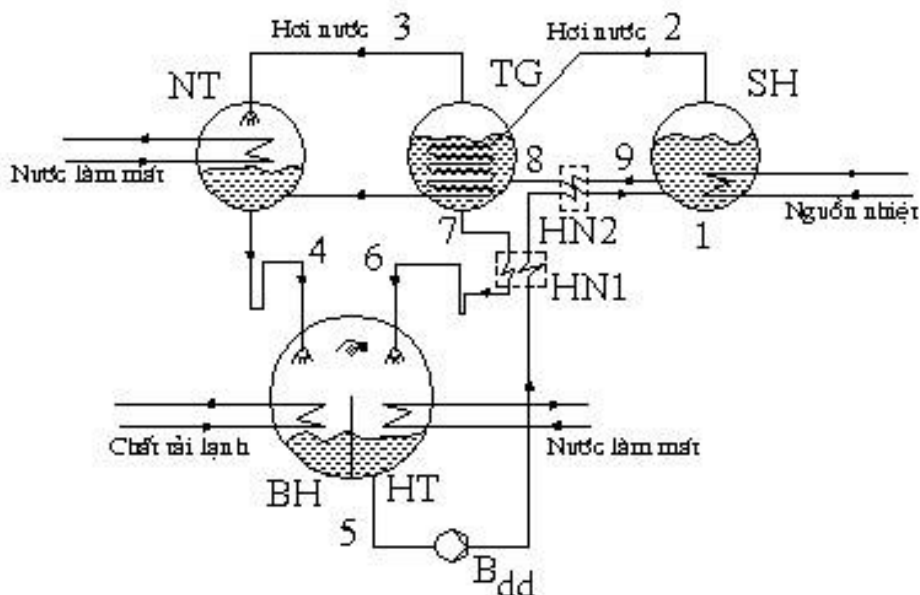 Hơi nước 3
Hơi nước 2
NT
TG
SH
Nước làm mát
8
9
Nguồn nhiệt
7
HN2
1
4
6
HN1
Chất tải lạnh
Nước làm mát
BH
HT
5
Bdd